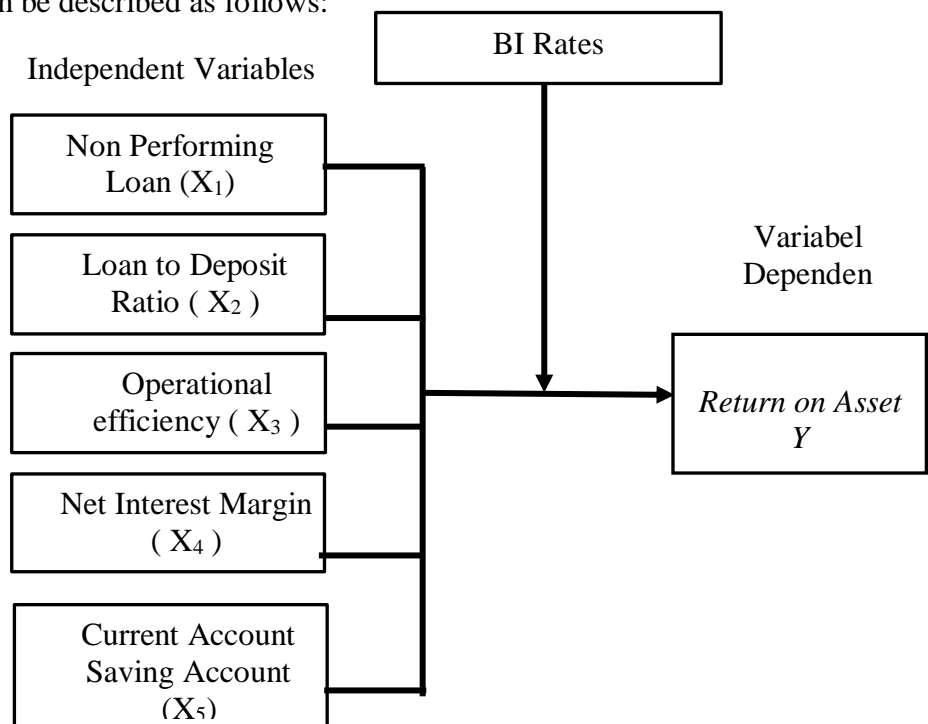 n be described as follows:
BI Rates
Independent Variables
Non Performing
Loan (X₁)
Loan to Deposit
Ratio ( X₂ )
Operational
efficiency ( X₃ )
Net Interest Margin
( X₄ )
Current Account
Saving Account
(X₅)
Variabel
Dependen
Return on Asset
Y